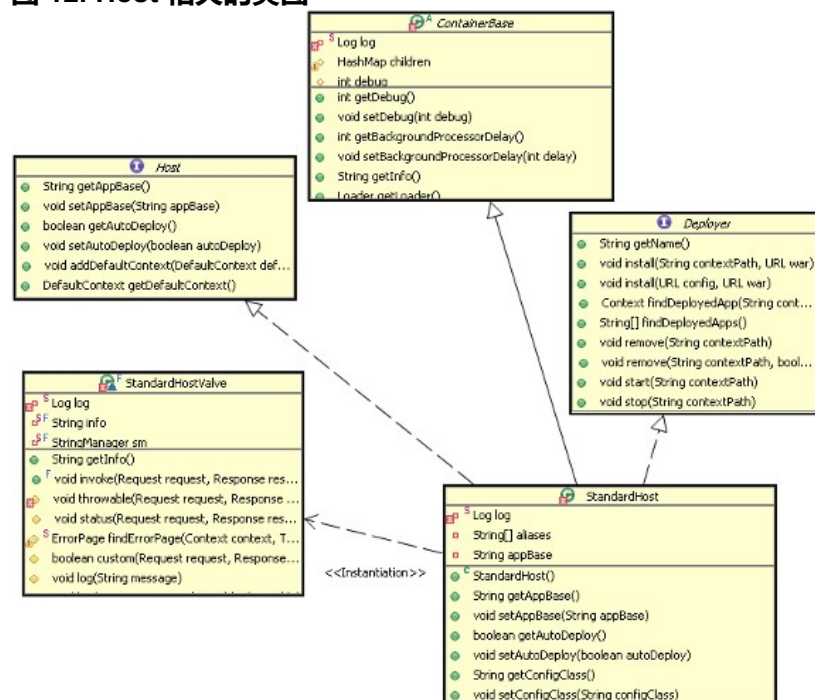 图 12. Host 相关的类图
ContainerBase
Log log
HashMap children
int debug
int getDebug()
void setDebug(int debug)
int getBackgroundProcessorDelay()
void setBackgroundProcessorDelay(int delay)
String getInfo()
Loader getLoader()
Host
String getAppBase()
void setAppBase(String appBase)
boolean getAutoDeploy()
void setAutoDeploy(boolean autoDeploy)
void addDefaultContext(DefaultContext def...
DefaultContext getDefaultContext()
Deployer
String getName()
void install(String contextPath, URL war)
void install(URL config, URL war)
Context findDeployedApp(String cont...
String[] findDeployedApps()
void remove(String contextPath)
void remove(String contextPath, bool...
void start(String contextPath)
void stop(String contextPath)
StandardHostValve
Log log
String info
StringManager sm
String getInfo()
void invoke(Request request, Response res...
void throwable(Request request, Response ...
void status(Request request, Response res...
ErrorPage findErrorPage(Context context, T...
boolean custom(Request request, Response...
void log(String message)
<<Instantiation>>
StandardHost
Log log
String[] aliases
String appBase
StandardHost()
String getAppBase()
void setAppBase(String appBase)
boolean getAutoDeploy()
void setAutoDeploy(boolean autoDeploy)
String getConfigClass()
void setConfigClass(String configClass)